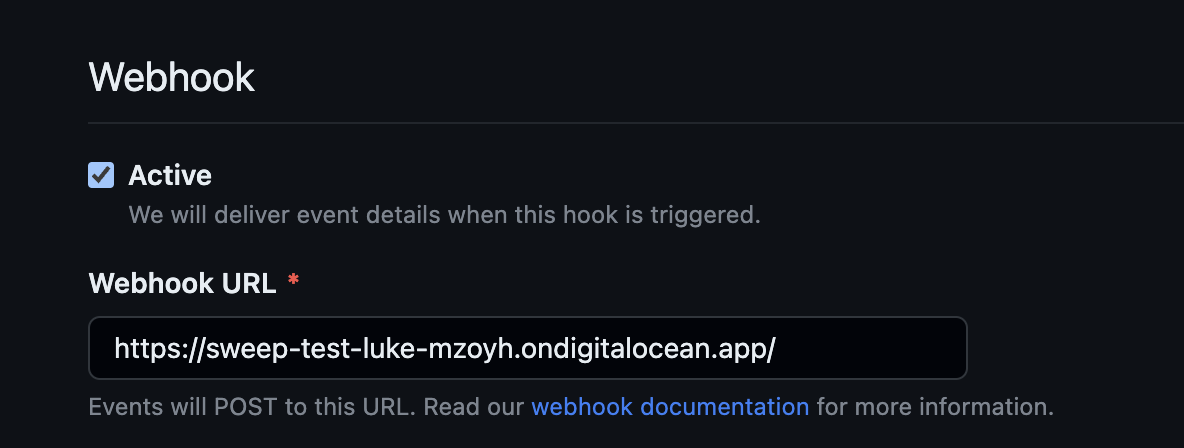 Webhook
Active
We will deliver event details when this hook is triggered.
Webhook URL *
https://sweep-test-luke-mzoyh.ondigitalocean.app/
Events will POST to this URL. Read our webhook documentation for more information.